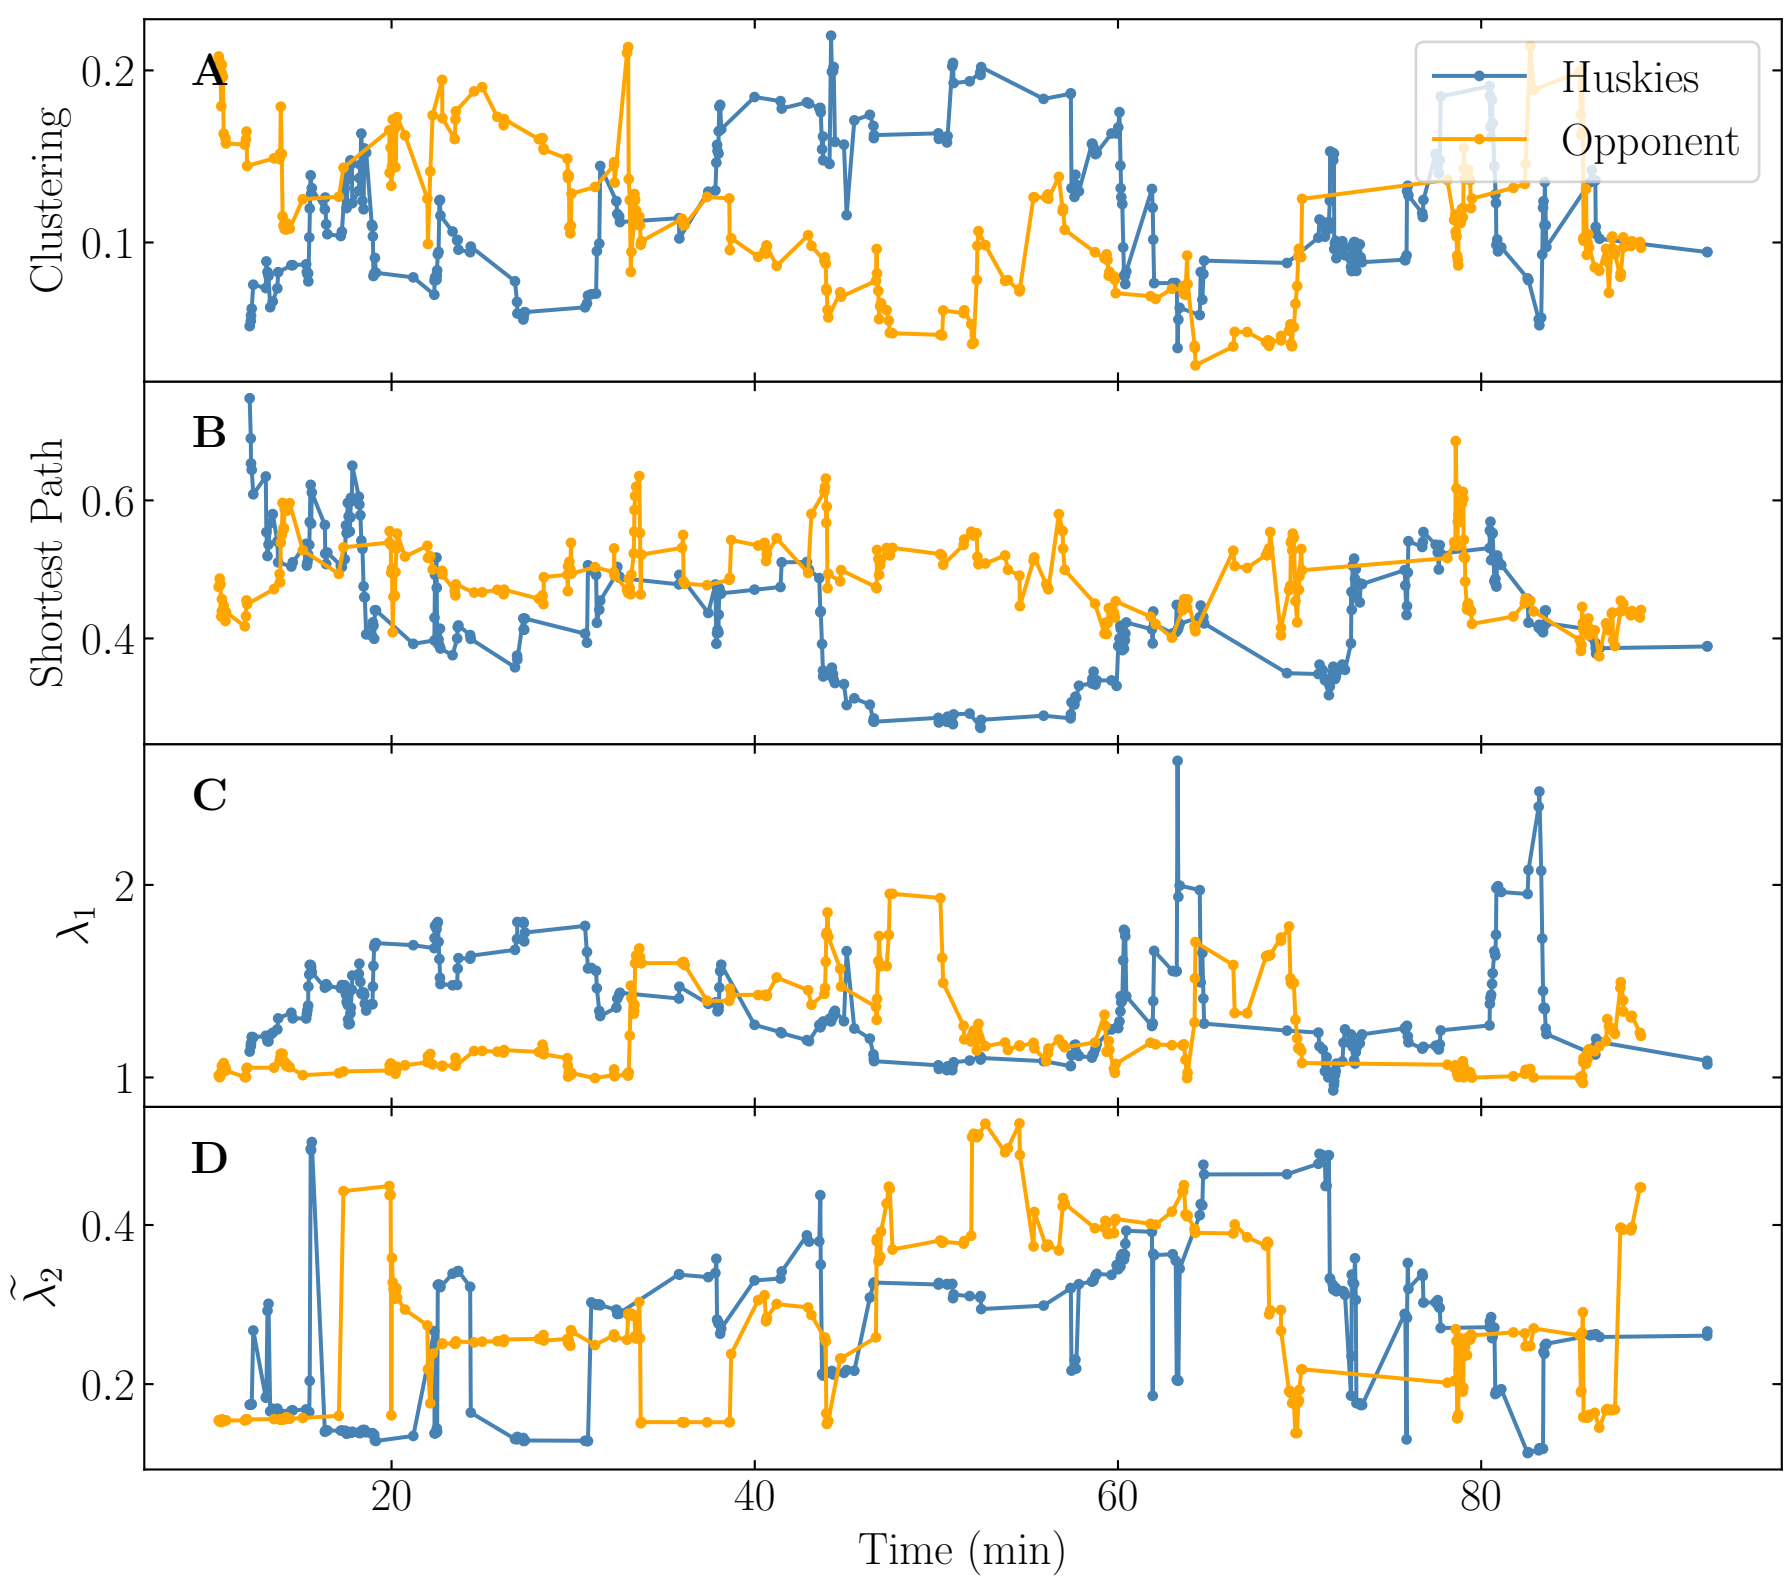 A
Clustering
0.2
0.1
Huskies
Opponent
B
Shortest Path
0.6
0.4
C
λ₁
2
1
D
λ̃₂
0.4
0.2
20 40 60 80
Time (min)